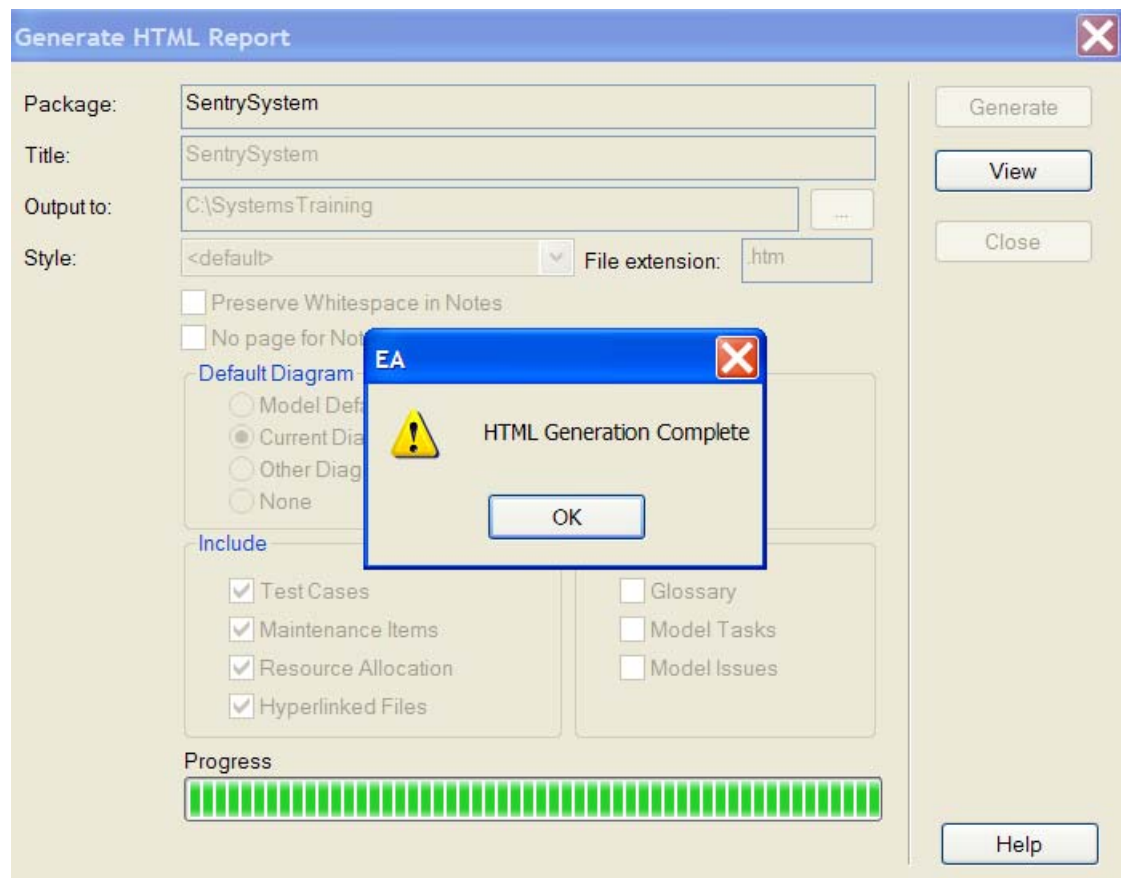 Generate HTML Report
Package:
SentrySystem
Generate
Title:
SentrySystem
View
Output to:
C:\SystemsTraining
...
Close
Style:
<default>
File extension:
.htm
Preserve Whitespace in Notes
No page for Not
EA
Default Diagram
Model Defa
HTML Generation Complete
Current Dia
Other Diag
None
OK
Include
Test Cases
Glossary
Maintenance Items
Model Tasks
Resource Allocation
Model Issues
Hyperlinked Files
Progress
Help